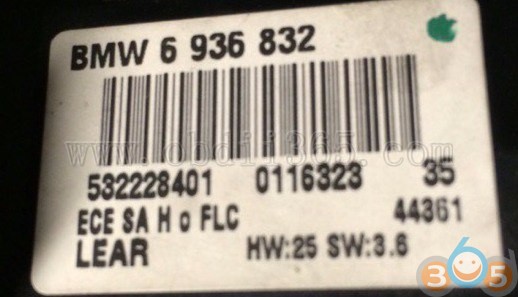 BMW 6 936 832
www.obdii365.com
532228401 0116323 35
ECE SA H o FLC 44361
LEAR HW:25 SW:3.6
365